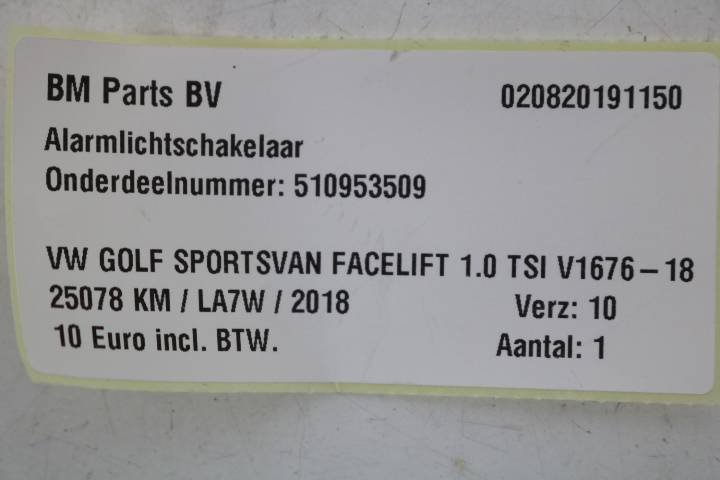 BM Parts BV 020820191150
Alarmlichtschakelaar
Onderdeelnummer: 510953509
VW GOLF SPORTSVAN FACELIFT 1.0 TSI V1676-18
25078 KM / LA7W / 2018 Verz: 10
10 Euro incl. BTW. Aantal: 1